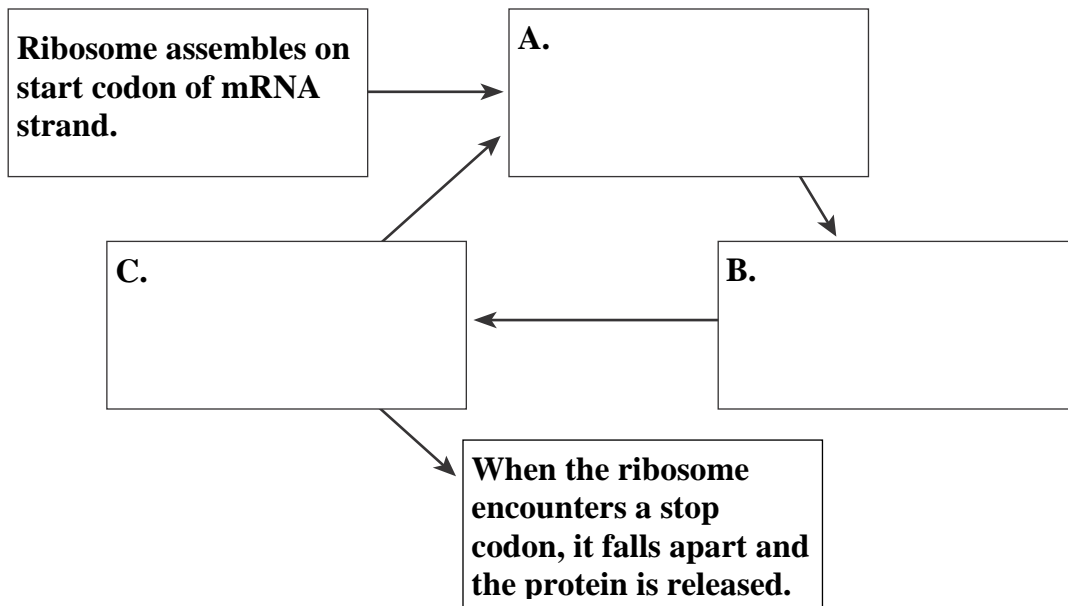 Ribosome assembles on
start codon of mRNA
strand.
A.
C.
B.
When the ribosome
encounters a stop
codon, it falls apart and
the protein is released.